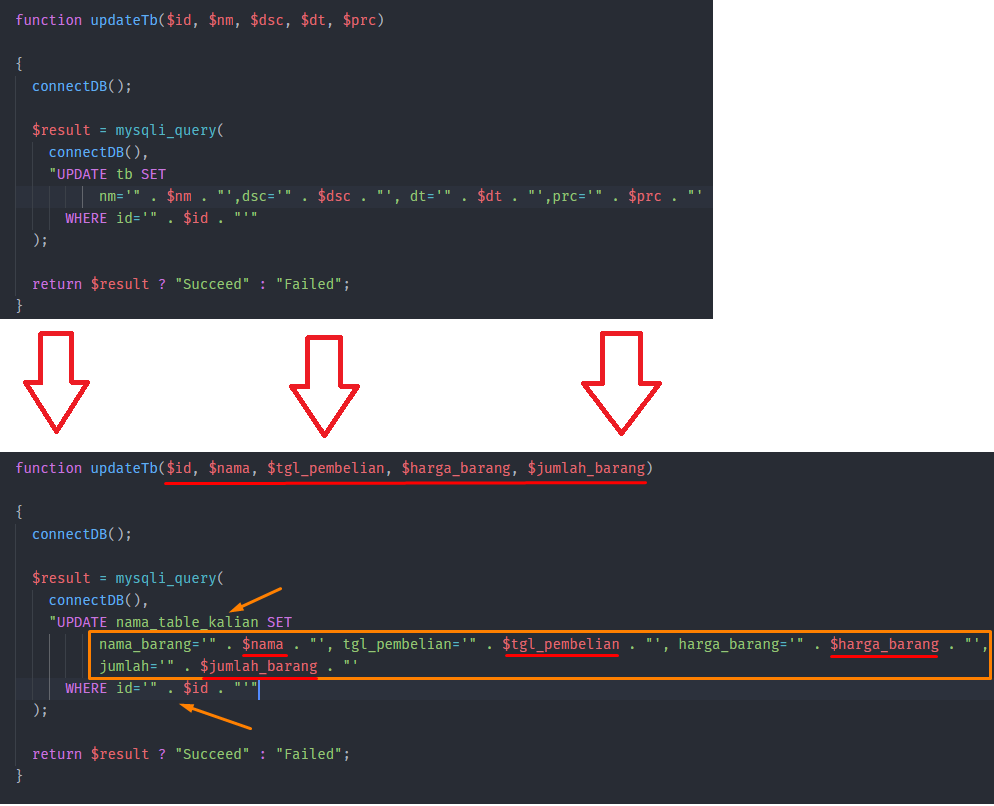 function updateTb($id, $nm, $dsc, $dt, $prc)
{
connectDB();
$result = mysqli_query(
connectDB(),
"UPDATE tb SET
nm='" . $nm . "',dsc='" . $dsc . "', dt='" . $dt . "',prc='" . $prc . "'
WHERE id='" . $id . "'"
);
return $result ? "Succeed" : "Failed";
}
function updateTb($id, $nama, $tgl_pembelian, $harga_barang, $jumlah_barang)
{
connectDB();
$result = mysqli_query(
connectDB(),
"UPDATE nama_table_kalian SET
nama_barang='" . $nama . "', tgl_pembelian='" . $tgl_pembelian . "', harga_barang='" . $harga_barang . "',
jumlah='" . $jumlah_barang . "'
WHERE id='" . $id . "'"
);
return $result ? "Succeed" : "Failed";
}